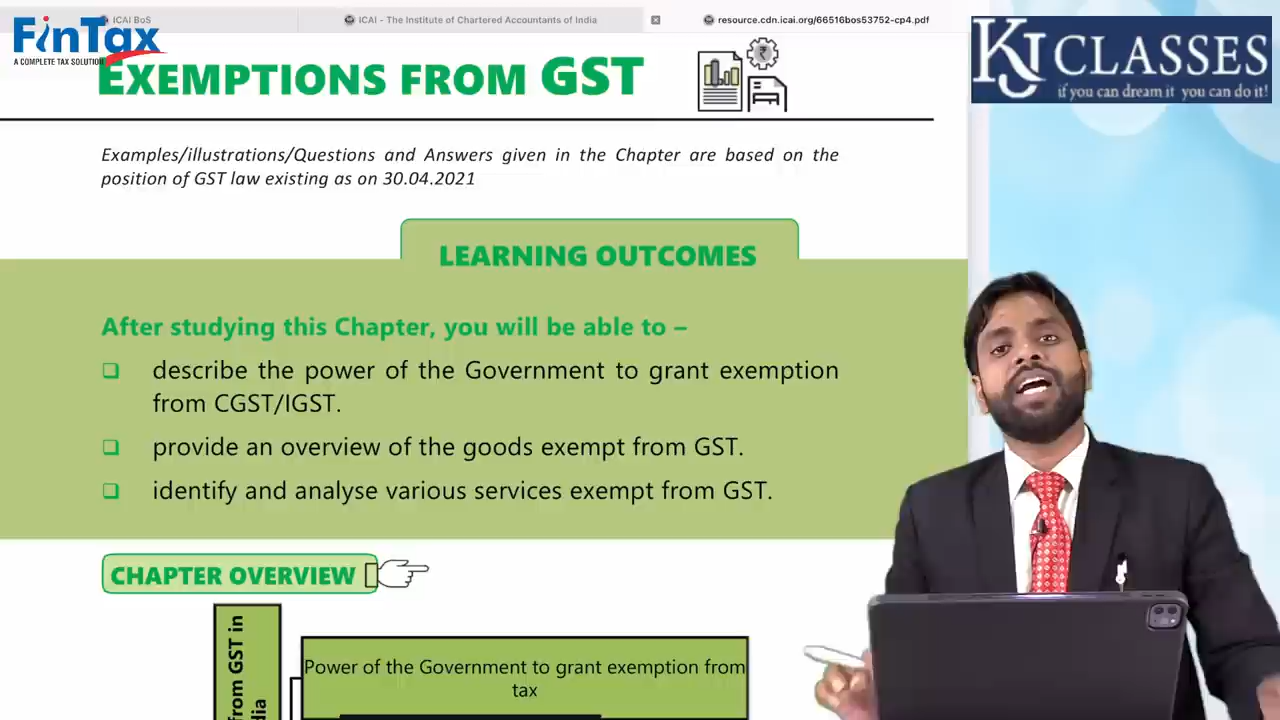 ICAI BoS
ICAI - The Institute of Chartered Accountants of India
resource.cdn.icai.org/66516bos53752-cp4.pdf
FinTax
A COMPLETE TAX SOLUTION
EXEMPTIONS FROM GST
KJ CLASSES
if you can dream it you can do it!
Examples/illustrations/Questions and Answers given in the Chapter are based on the
position of GST law existing as on 30.04.2021
LEARNING OUTCOMES
After studying this Chapter, you will be able to –
describe the power of the Government to grant exemption
from CGST/IGST.
provide an overview of the goods exempt from GST.
identify and analyse various services exempt from GST.
CHAPTER OVERVIEW
from GST in
Power of the Government to grant exemption from
tax